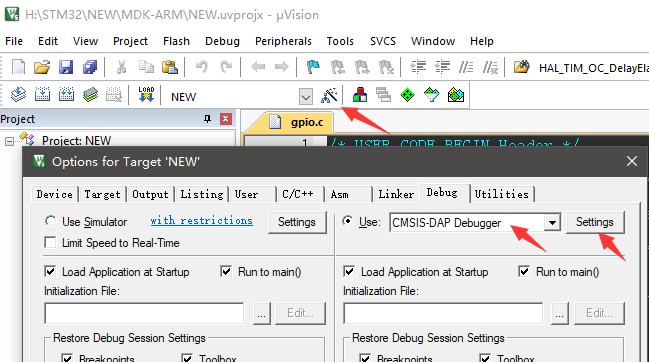 H:\STM32\NEW\MDK-ARM\NEW.uvprojx - µVision
File Edit View Project Flash Debug Peripherals Tools SVCS Window Help
HAL_TIM_OC_DelayEla
LOAD NEW
Project gpio.c
Project: NEW 1 /* USER CODE BEGIN Header */
Options for Target 'NEW'
Device Target Output Listing User C/C++ Asm Linker Debug Utilities
Use Simulator with restrictions Settings Use: CMSIS-DAP Debugger Settings
Limit Speed to Real-Time
Load Application at Startup Run to main() Load Application at Startup Run to main()
Initialization File: Initialization File:
... Edit... ... Edit...
Restore Debug Session Settings Restore Debug Session Settings
Breakpoints Toolbox Breakpoints Toolbox